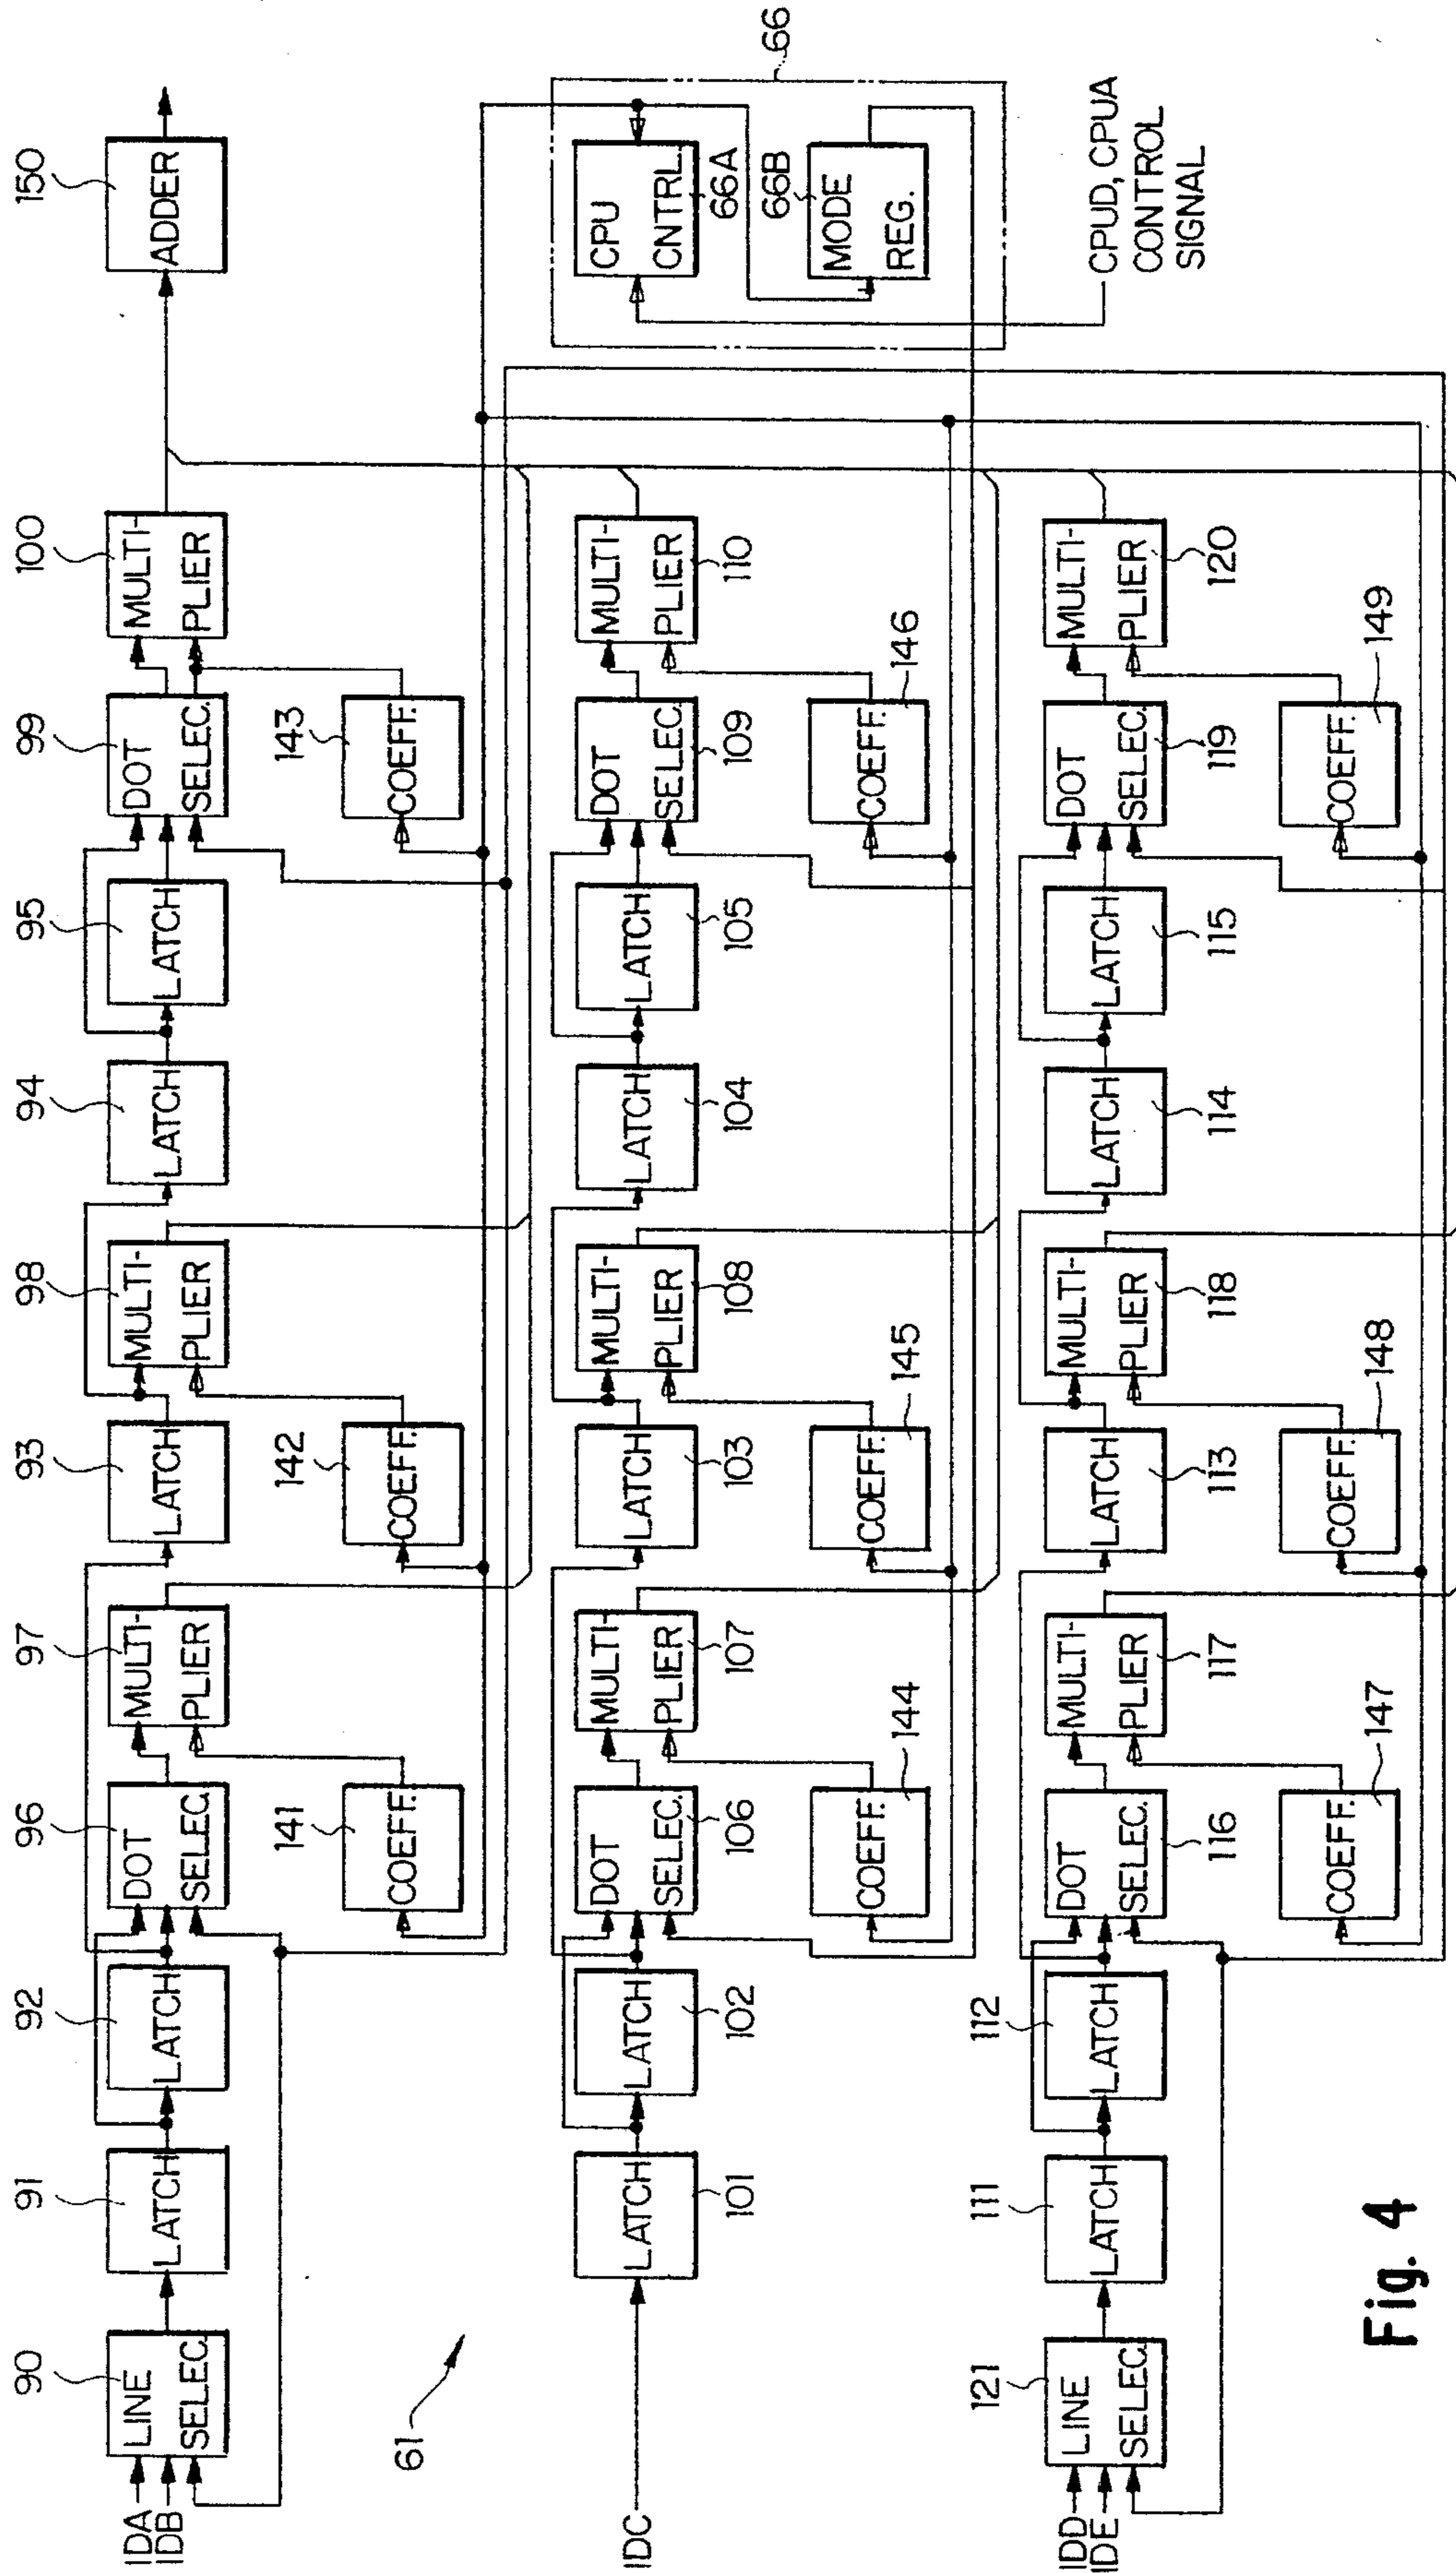 90
91
92
96
97
93
98
94
95
99
100
150
IDA
IDB
LINE
SELEC.
LATCH
LATCH
DOT
SELEC.
MULTI-
PLIER
LATCH
MULTI-
PLIER
LATCH
LATCH
DOT
SELEC.
MULTI-
PLIER
ADDER
141
142
143
COEFF.
COEFF.
COEFF.
61
66
IDC
LATCH
LATCH
DOT
SELEC.
MULTI-
PLIER
LATCH
MULTI-
PLIER
LATCH
LATCH
DOT
SELEC.
MULTI-
PLIER
CPU
CNTRL.
66A
66B
MODE
REG.
101
102
106
107
103
108
104
105
109
110
144
145
146
COEFF.
COEFF.
COEFF.
121
111
112
IDD
IDE
LINE
SELEC.
LATCH
LATCH
DOT
SELEC.
MULTI-
PLIER
LATCH
MULTI-
PLIER
LATCH
LATCH
DOT
SELEC.
MULTI-
PLIER
CPUD, CPUA
CONTROL
SIGNAL
116
117
113
118
114
115
119
120
147
148
149
COEFF.
COEFF.
COEFF.
Fig. 4